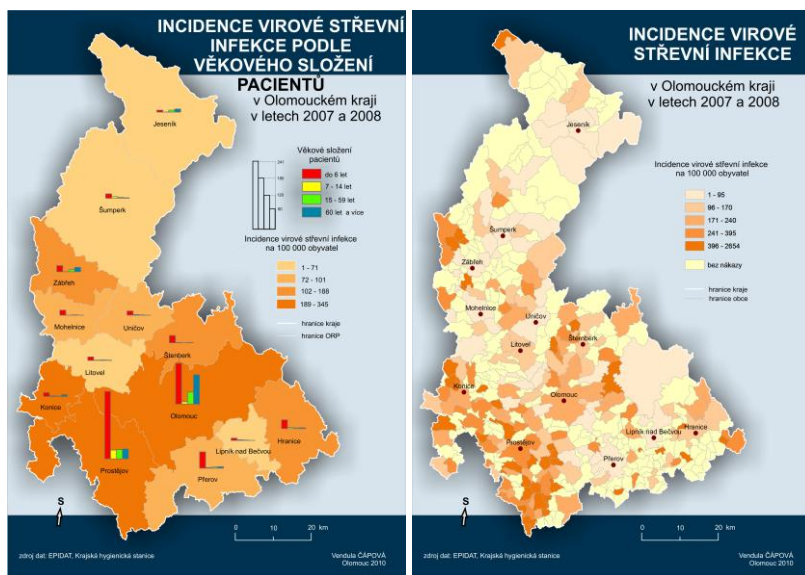 INCIDENCE VIROVÉ STŘEVNÍ
INFEKCE PODLE
VĚKOVÉHO SLOŽENÍ
PACIENTŮ
v Olomouckém kraji
v letech 2007 a 2008
Věkové složení
pacientů
240
180
120
60
do 6 let
7 - 14 let
15 - 59 let
60 let a více
Incidence virové střevní infekce
na 100 000 obyvatel
1 - 71
72 - 101
102 - 188
189 - 345
hranice kraje
hranice ORP
Jeseník
Šumperk
Zábřeh
Mohelnice
Uničov
Šternberk
Litovel
Konice
Olomouc
Prostějov
Lipník nad Bečvou
Hranice
Přerov
S
0 10 20 km
zdroj dat: EPIDAT, Krajská hygienická stanice
Vendula ČÁPOVÁ
Olomouc 2010
INCIDENCE VIROVÉ
STŘEVNÍ INFEKCE
v Olomouckém kraji
v letech 2007 a 2008
Incidence virové střevní infekce
na 100 000 obyvatel
1 - 95
96 - 170
171 - 240
241 - 395
396 - 2654
bez nákazy
hranice kraje
hranice obce
Jeseník
Šumperk
Zábřeh
Mohelnice
Uničov
Litovel
Šternberk
Konice
Olomouc
Prostějov
Lipník nad Bečvou
Hranice
Přerov
S
0 10 20 km
zdroj dat: EPIDAT, Krajská hygienická stanice
Vendula ČÁPOVÁ
Olomouc 2010